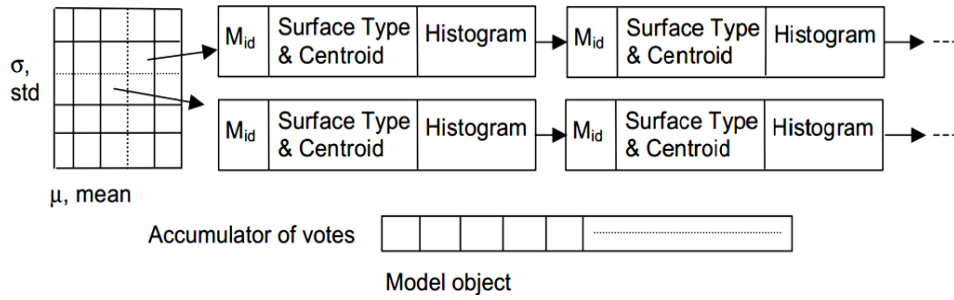 M_id Surface Type & Centroid Histogram M_id Surface Type & Centroid Histogram
σ, std
M_id Surface Type & Centroid Histogram M_id Surface Type & Centroid Histogram
μ, mean
Accumulator of votes
Model object